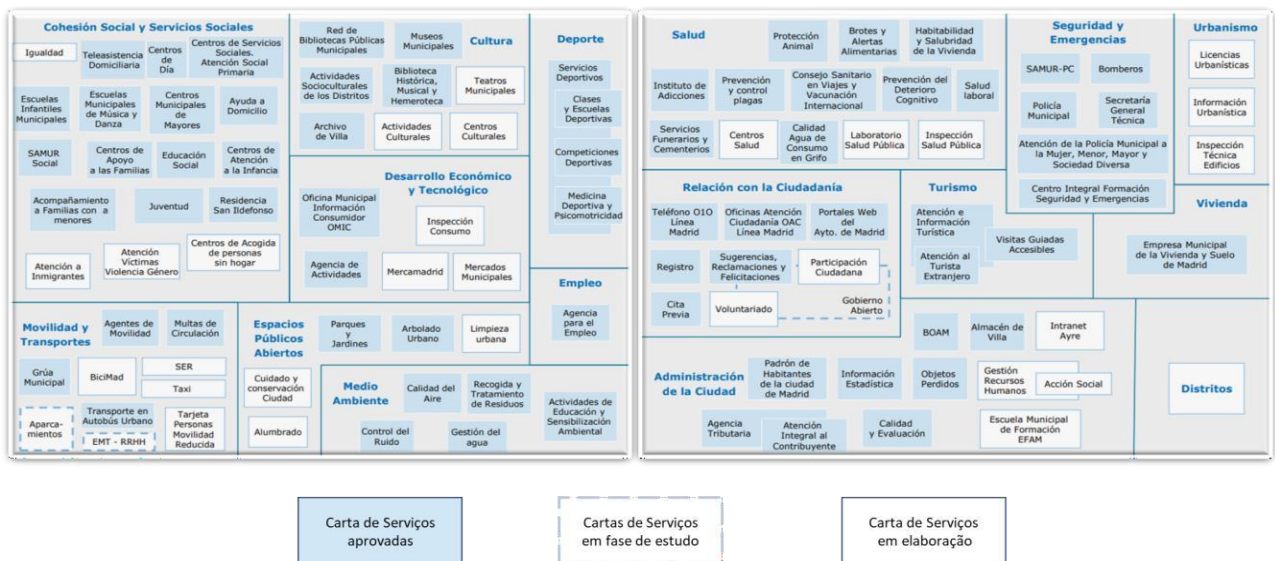 Cohesión Social y Servicios Sociales
Igualdad
Teleasistencia
Domiciliaria
Centros
de
Día
Centros de Servicios
Sociales.
Atención Social
Primaria
Escuelas
Infantiles
Municipales
Escuelas
Municipales
de Música y
Danza
Centros
Municipales
de
Mayores
Ayuda a
Domicilio
SAMUR
Social
Centros de
Apoyo
a las Familias
Educación
Social
Centros de
Atención
a la Infancia
Acompañamiento
a Familias con a
menores
Juventud
Residencia
San Ildefonso
Atención a
Inmigrantes
Atención
Víctimas
Violencia Género
Centros de Acogida
de personas
sin hogar
Red de
Bibliotecas Públicas
Municipales
Museos
Municipales
Cultura
Actividades
Socioculturales
de los Distritos
Biblioteca
Histórica,
Musical y
Hemeroteca
Teatros
Municipales
Archivo
de Villa
Actividades
Culturales
Centros
Culturales
Desarrollo Económico
y Tecnológico
Oficina Municipal
Información
Consumidor
OMIC
Inspección
Consumo
Agencia de
Actividades
Mercamadrid
Mercados
Municipales
Deporte
Servicios
Deportivos
Clases
y Escuelas
Deportivas
Competiciones
Deportivas
Medicina
Deportiva y
Psicomotricidad
Empleo
Agencia
para el
Empleo
Movilidad y
Transportes
Agentes de
Movilidad
Multas de
Circulación
Grúa
Municipal
BiciMad
SER
Taxi
Aparca-
mientos
Transporte en
Autobús Urbano
EMT - RRHH
Tarjeta
Personas
Movilidad
Reducida
Espacios
Públicos
Abiertos
Parques
y
Jardines
Arbolado
Urbano
Limpieza
urbana
Cuidado y
conservación
Ciudad
Alumbrado
Medio
Ambiente
Calidad del
Aire
Recogida y
Tratamiento
de Residuos
Actividades de
Educación y
Sensibilización
Ambiental
Control del
Ruido
Gestión del
agua
Salud
Protección
Animal
Brotes y
Alertas
Alimentarias
Habitabilidad
y Salubridad
de la Vivienda
Instituto de
Adicciones
Prevención
y control
plagas
Consejo Sanitario
en Viajes y
Vacunación
Internacional
Prevención del
Deterioro
Cognitivo
Salud
laboral
Servicios
Funerarios y
Cementerios
Centros
Salud
Calidad
Agua de
Consumo
en Grifo
Laboratorio
Salud Pública
Inspección
Salud Pública
Seguridad y
Emergencias
SAMUR-PC
Bomberos
Policía
Municipal
Secretaría
General
Técnica
Atención de la Policía Municipal a
la Mujer, Menor, Mayor y
Sociedad Diversa
Centro Integral Formación
Seguridad y Emergencias
Urbanismo
Licencias
Urbanísticas
Información
Urbanística
Inspección
Técnica
Edificios
Relación con la Ciudadanía
Teléfono O1O
Línea
Madrid
Oficinas Atención
Ciudadanía OAC
Línea Madrid
Portales Web
del
Ayto. de Madrid
Registro
Sugerencias,
Reclamaciones y
Felicitaciones
Participación
Ciudadana
Cita
Previa
Voluntariado
Gobierno
Abierto
Turismo
Atención e
Información
Turística
Visitas Guiadas
Accesibles
Atención al
Turista
Extranjero
Vivienda
Empresa Municipal
de la Vivienda y Suelo
de Madrid
BOAM
Almacén de
Villa
Intranet
Ayre
Administración
de la Ciudad
Padrón de
Habitantes
de la ciudad
de Madrid
Información
Estadística
Objetos
Perdidos
Gestión
Recursos
Humanos
Acción Social
Agencia
Tributaria
Atención
Integral al
Contribuyente
Calidad
y Evaluación
Escuela Municipal
de Formación
EFAM
Distritos
Carta de Serviços
aprovadas
Cartas de Serviços
em fase de estudo
Carta de Serviços
em elaboração